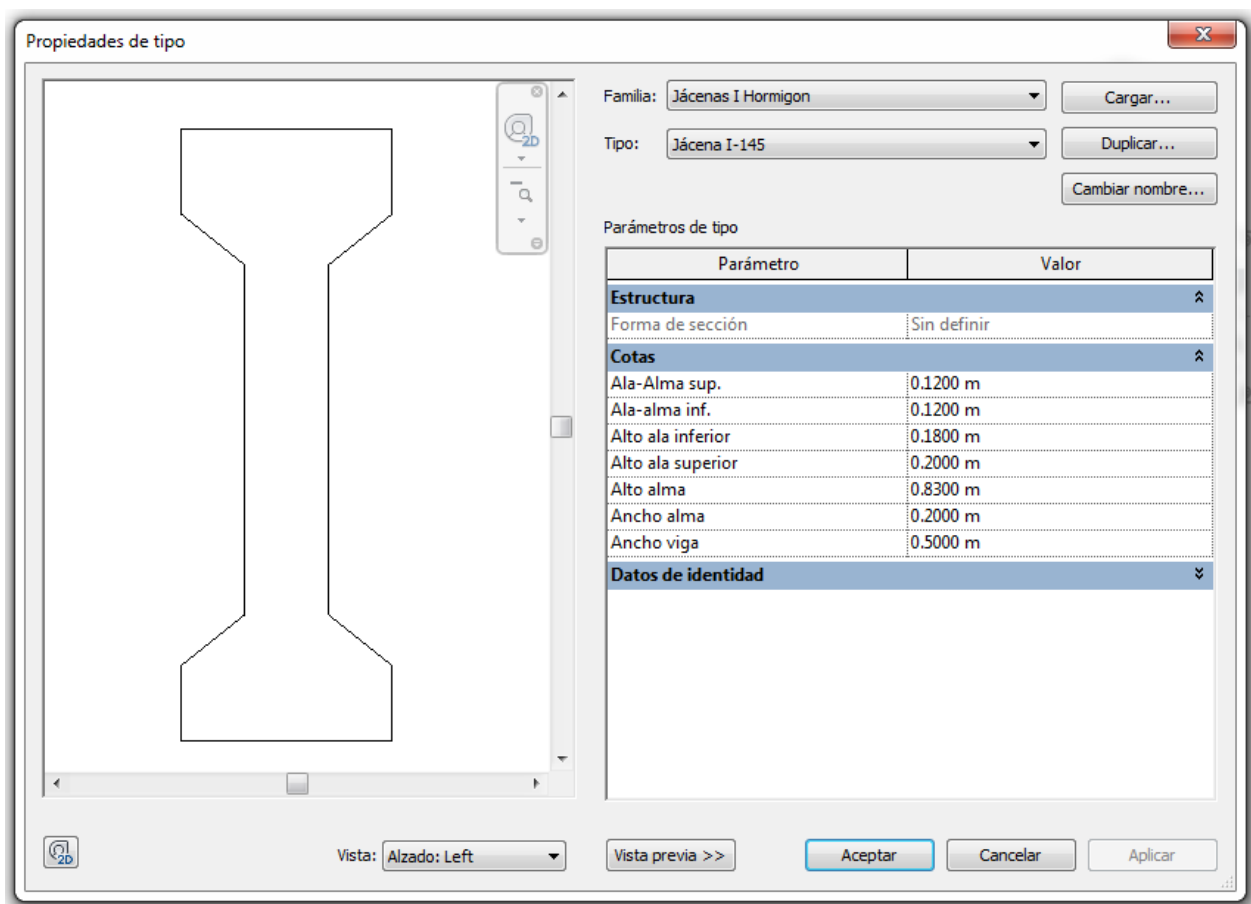 Propiedades de tipo
2D
Familia: Jácenas I Hormigon Cargar...
Tipo: Jácena I-145 Duplicar...
Cambiar nombre...
Parámetros de tipo
Parámetro Valor
Estructura
Forma de sección Sin definir
Cotas
Ala-Alma sup. 0.1200 m
Ala-alma inf. 0.1200 m
Alto ala inferior 0.1800 m
Alto ala superior 0.2000 m
Alto alma 0.8300 m
Ancho alma 0.2000 m
Ancho viga 0.5000 m
Datos de identidad
2D Vista: Alzado: Left Vista previa >> Aceptar Cancelar Aplicar